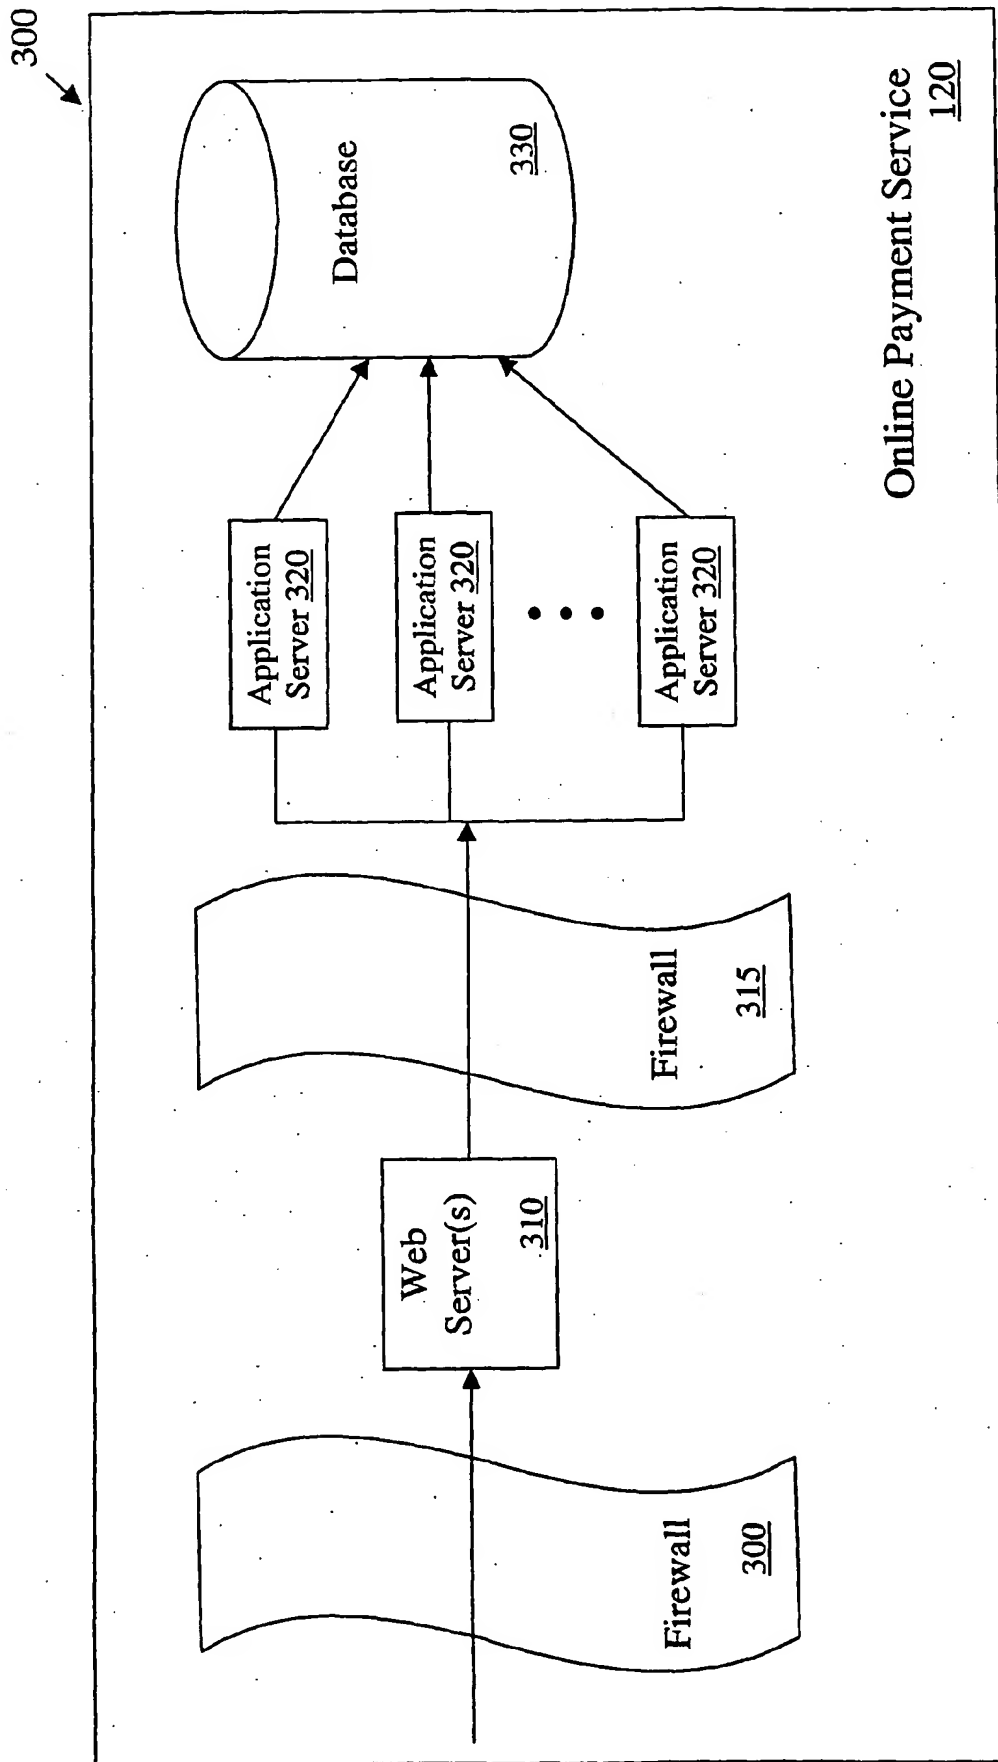 300
Firewall
300
Web
Server(s)
310
Firewall
315
Application
Server 320
Application
Server 320
Application
Server 320
Database
330
Online Payment Service
120